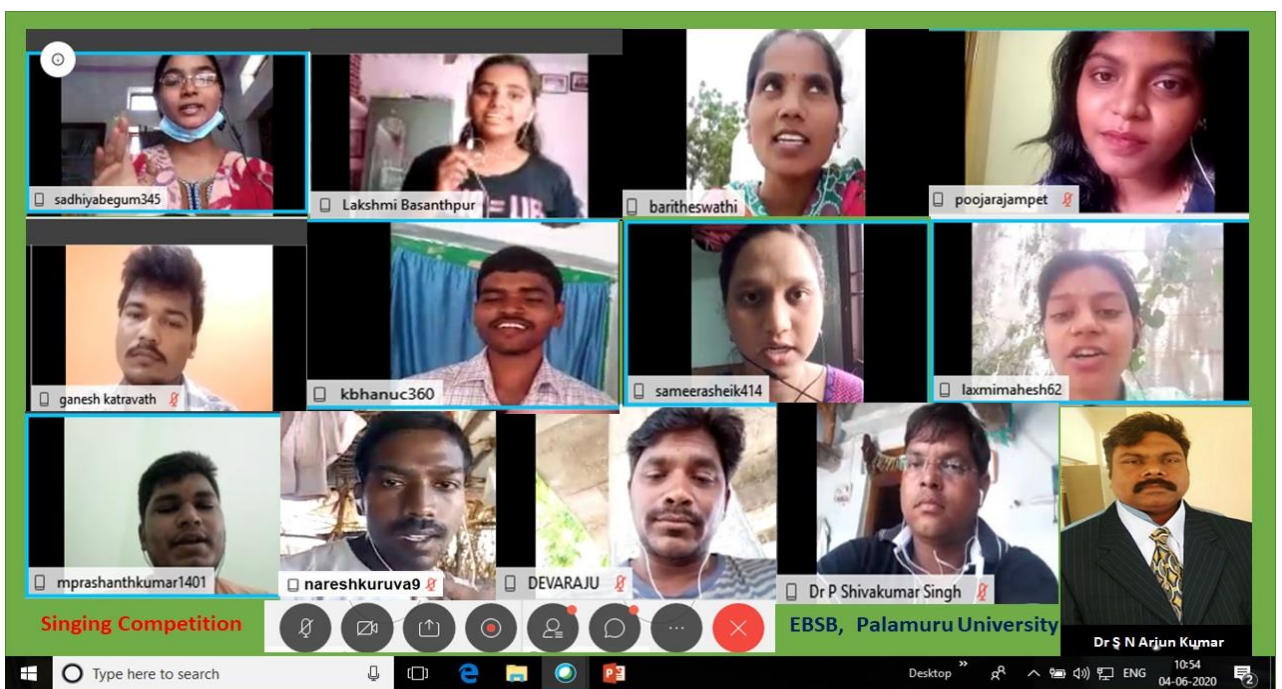 sadhiyabegum345
Lakshmi Basanthpur
baritheswathi
poojarajampet
ganesh katravath
kbhanuc360
sameerasheik414
laxmimahesh62
mprashanthkumar1401
nareshkuruva9
DEVARAJU
Dr P Shivakumar Singh
Dr S N Arjun Kumar
Singing Competition
EBSB, Palamuru University
Type here to search
Desktop
ENG
10:54
04-06-2020
2